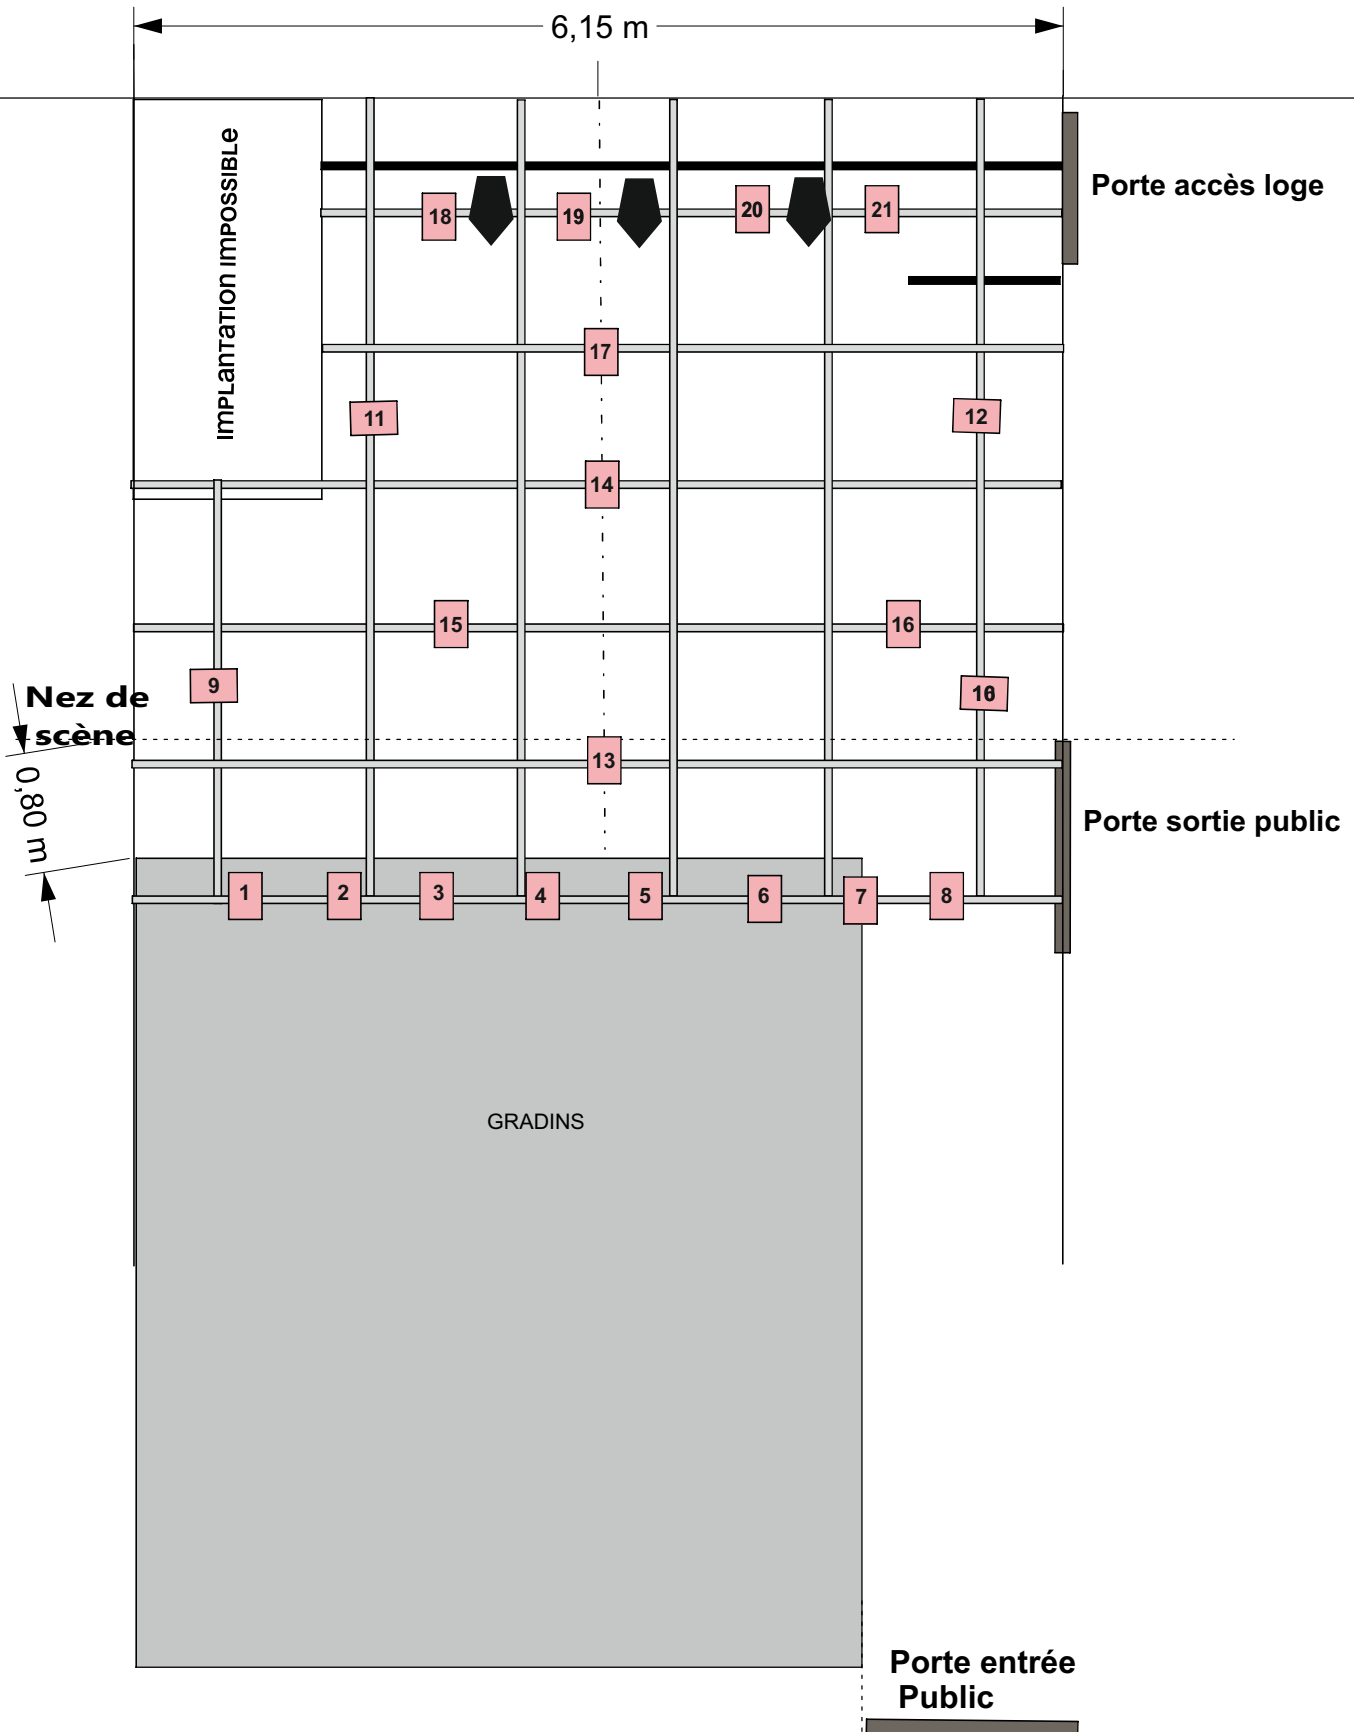 6,15 m
IMPLANTATION IMPOSSIBLE
Porte accès loge
18
19
20
21
17
11
12
14
15
16
9
10
Nez de
scène
13
0,80 m
Porte sortie public
1
2
3
4
5
6
7
8
GRADINS
Porte entrée
Public